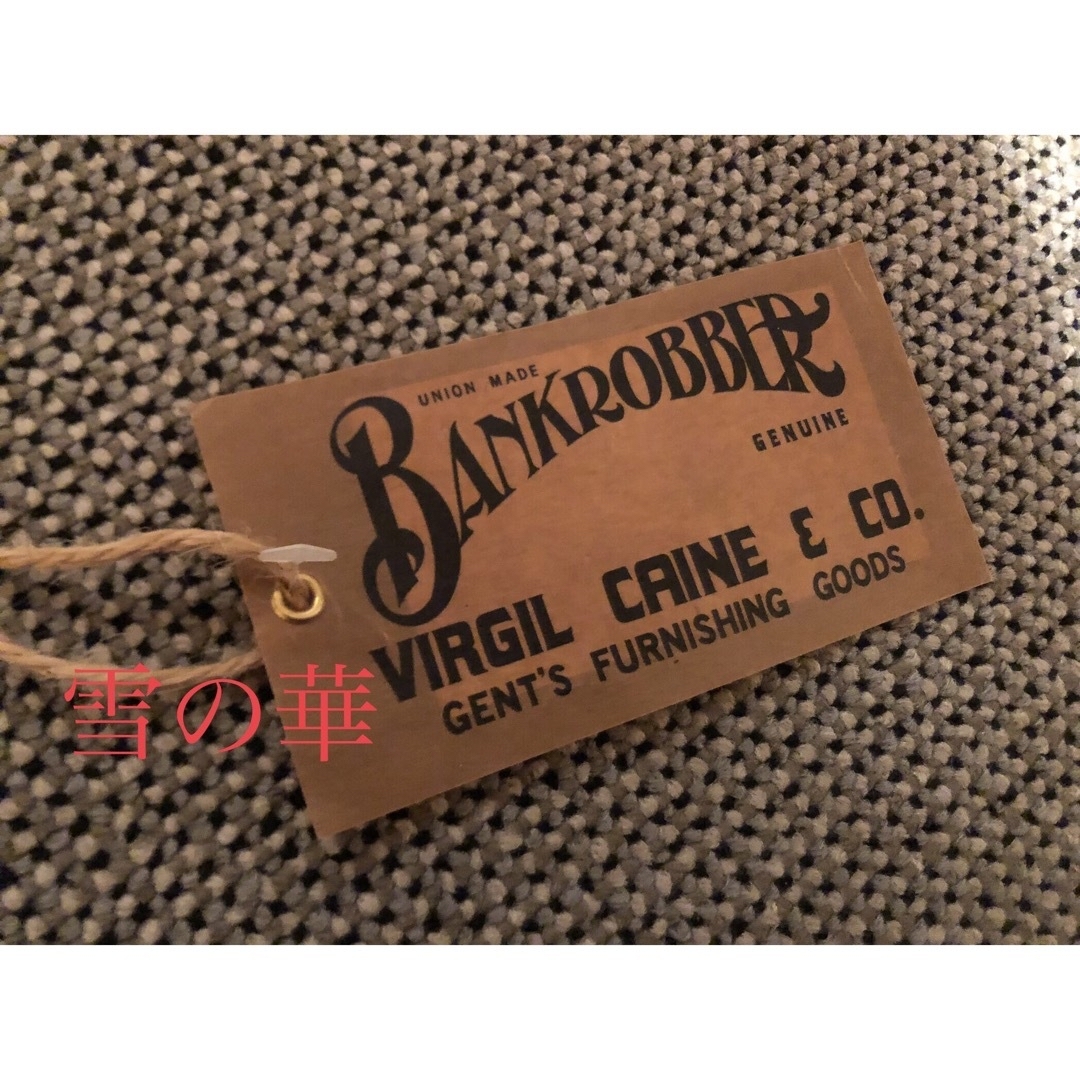 UNION MADE
BANKROBBER
GENUINE
VIRGIL CAINE & CO.
GENT'S FURNISHING GOODS
雪の華